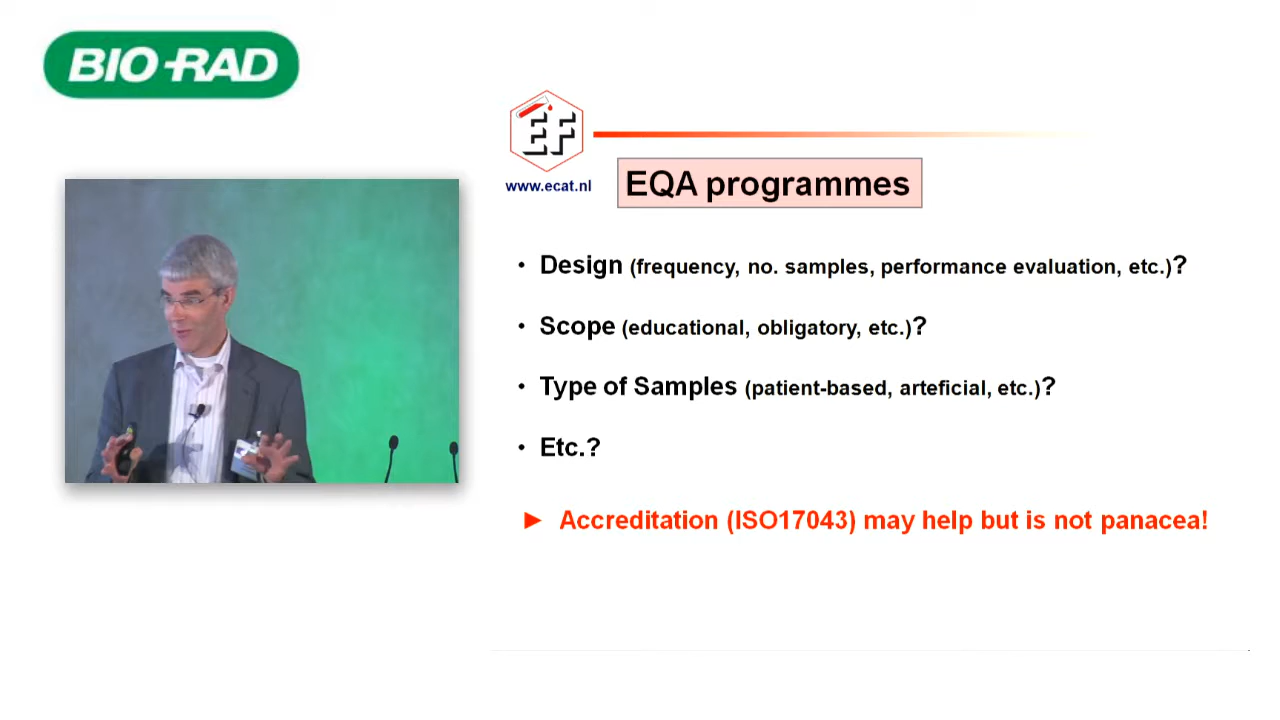 BIO-RAD
EF
www.ecat.nl
EQA programmes
• Design (frequency, no. samples, performance evaluation, etc.)?
• Scope (educational, obligatory, etc.)?
• Type of Samples (patient-based, arteficial, etc.)?
• Etc.?
► Accreditation (ISO17043) may help but is not panacea!